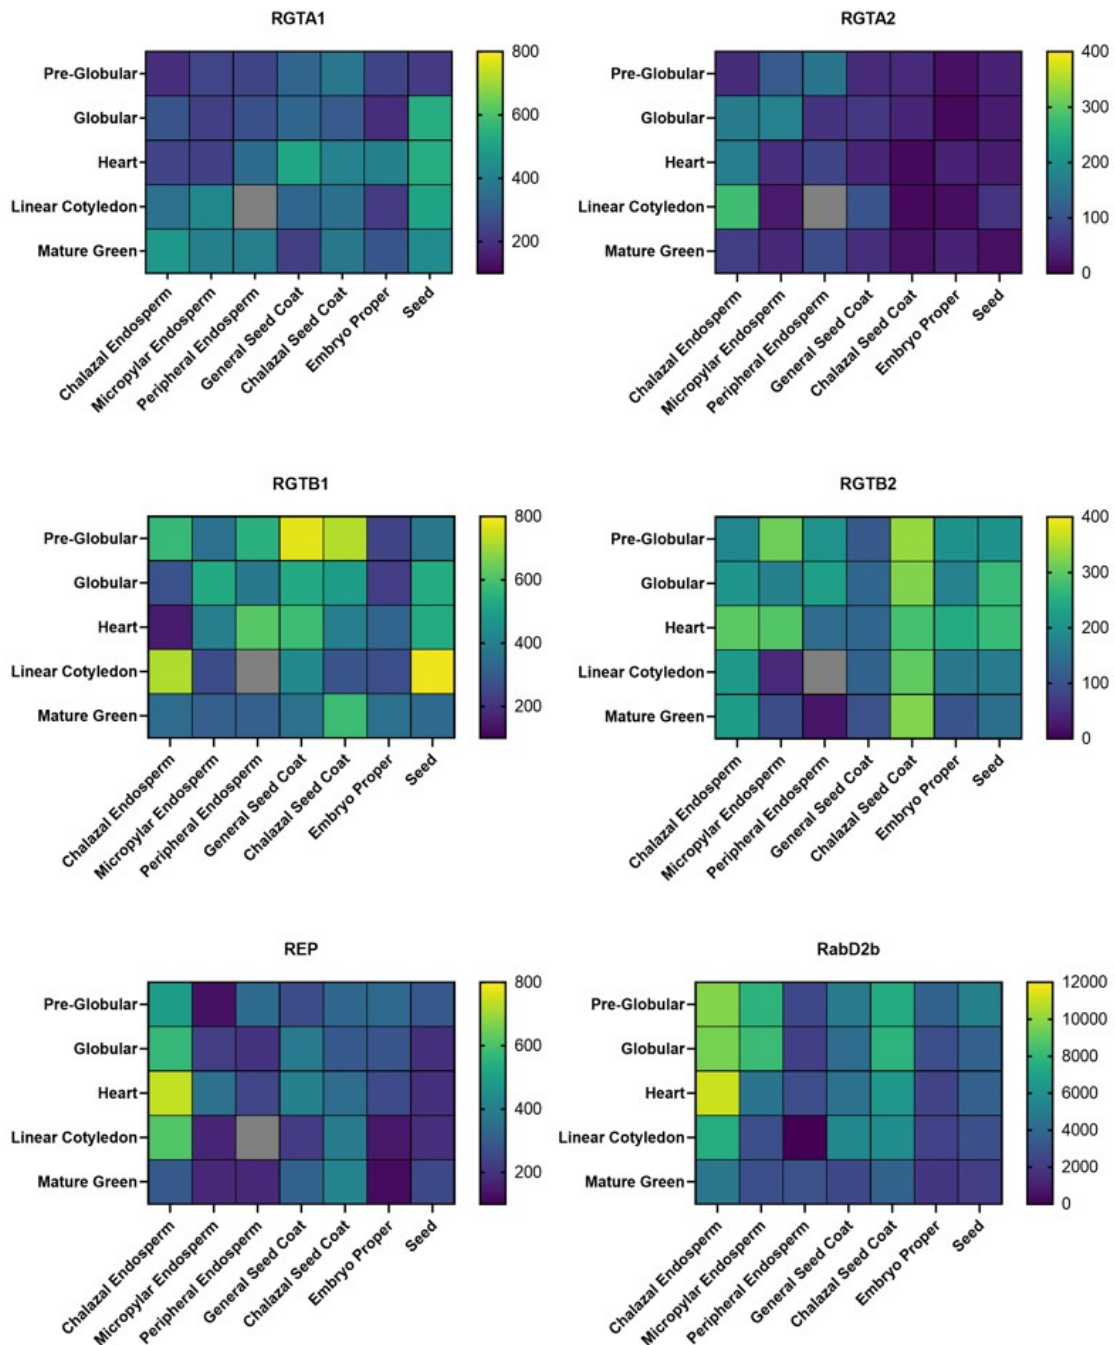 RGTA1
Pre-Globular
Globular
Heart
Linear Cotyledon
Mature Green
800
600
400
200
Chalazal Endosperm
Micropylar Endosperm
Peripheral Endosperm
General Seed Coat
Chalazal Seed Coat
Embryo Proper
Seed
RGTA2
Pre-Globular
Globular
Heart
Linear Cotyledon
Mature Green
400
300
200
100
0
Chalazal Endosperm
Micropylar Endosperm
Peripheral Endosperm
General Seed Coat
Chalazal Seed Coat
Embryo Proper
Seed
RGTB1
Pre-Globular
Globular
Heart
Linear Cotyledon
Mature Green
800
600
400
200
Chalazal Endosperm
Micropylar Endosperm
Peripheral Endosperm
General Seed Coat
Chalazal Seed Coat
Embryo Proper
Seed
RGTB2
Pre-Globular
Globular
Heart
Linear Cotyledon
Mature Green
400
300
200
100
0
Chalazal Endosperm
Micropylar Endosperm
Peripheral Endosperm
General Seed Coat
Chalazal Seed Coat
Embryo Proper
Seed
REP
Pre-Globular
Globular
Heart
Linear Cotyledon
Mature Green
800
600
400
200
Chalazal Endosperm
Micropylar Endosperm
Peripheral Endosperm
General Seed Coat
Chalazal Seed Coat
Embryo Proper
Seed
RabD2b
Pre-Globular
Globular
Heart
Linear Cotyledon
Mature Green
12000
10000
8000
6000
4000
2000
0
Chalazal Endosperm
Micropylar Endosperm
Peripheral Endosperm
General Seed Coat
Chalazal Seed Coat
Embryo Proper
Seed